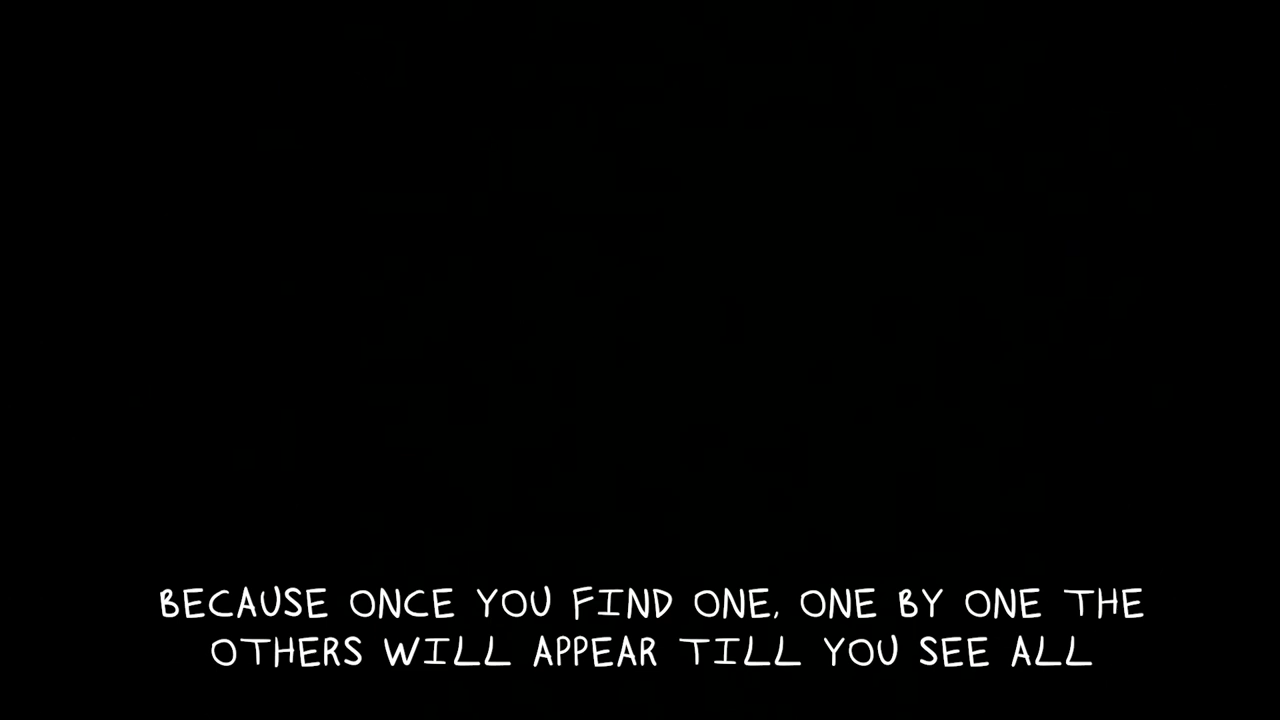 BECAUSE ONCE YOU FIND ONE, ONE BY ONE THE
OTHERS WILL APPEAR TILL YOU SEE ALL